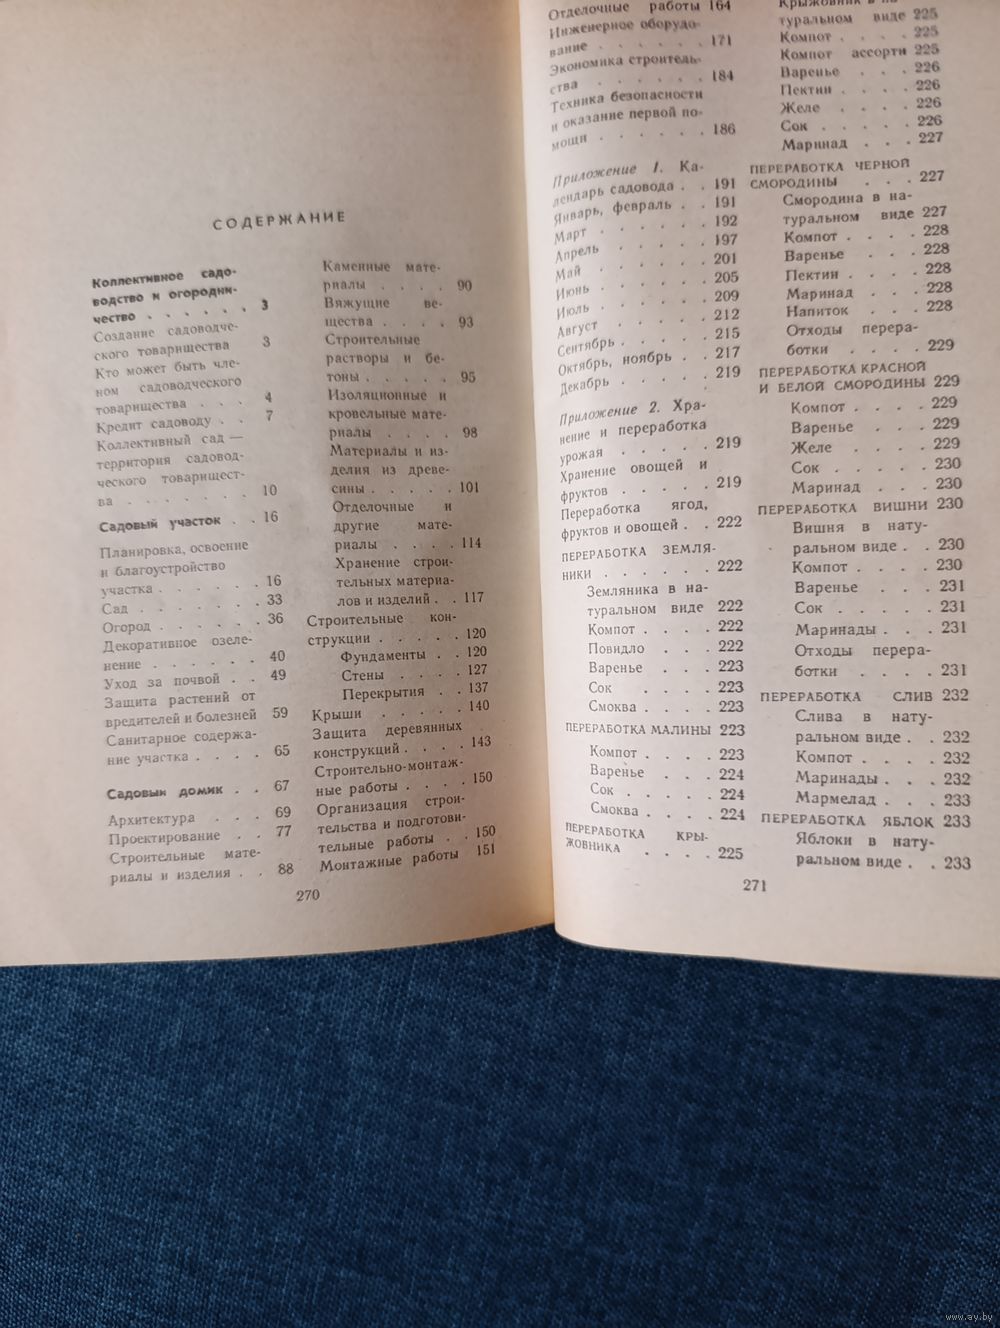 СОДЕРЖАНИЕ
Коллективное садо-
водство и огородни-
чество . . . . . . 3
Создание садоводче-
ского товарищества 3
Кто может быть чле-
ном садоводческого
товарищества . . . 4
Кредит садоводу . . 7
Коллективный сад —
территория садовод-
ческого товарищест-
ва . . . . . . . 10
Садовый участок . . 16
Планировка, освоение
и благоустройство
участка . . . . . 16
Сад . . . . . . . 33
Огород . . . . . . 36
Декоративное озеле-
нение . . . . . . 40
Уход за почвой . . 49
Защита растений от
вредителей и болезней 59
Санитарное содержа-
ние участка . . . . 65
Садовый домик . . 67
Архитектура . . . 69
Проектирование . . 77
Строительные мате-
риалы и изделия . . 88
Каменные мате-
риалы . . . . 90
Вяжущие ве-
щества . . . . 93
Строительные
растворы и бе-
тоны . . . . . 95
Изоляционные и
кровельные мате-
риалы . . . . 98
Материалы и из-
делия из древе-
сины . . . . . 101
Отделочные и
другие мате-
риалы . . . . 114
Хранение строи-
тельных материа-
лов и изделий . . 117
Строительные кон-
струкции . . . . . 120
Фундаменты . . 120
Стены . . . . 127
Перекрытия . . 137
Крыши . . . . . 140
Защита деревянных
конструкций . . . . 143
Строительно-монтаж-
ные работы . . . . 150
Организация строи-
тельства и подготови-
тельные работы . . 150
Монтажные работы 151
270
Отделочные работы 164
Инженерное оборудо-
вание . . . . . . 171
Экономика строитель-
ства . . . . . . 184
Техника безопасности
и оказание первой по-
мощи . . . . . . 186
Приложение 1. Ка-
лендарь садовода . . 191
Январь, февраль . . 191
Март . . . . . . 192
Апрель . . . . . 197
Май . . . . . . 201
Июнь . . . . . . 205
Июль . . . . . . 209
Август . . . . . 212
Сентябрь . . . . . 215
Октябрь, ноябрь . . 217
Декабрь . . . . . 219
Приложение 2. Хра-
нение и переработка
урожая . . . . . 219
Хранение овощей и
фруктов . . . . . 219
Переработка ягод,
фруктов и овощей . . 222
ПЕРЕРАБОТКА ЗЕМЛЯ-
НИКИ . . . . . . 222
Земляника в на-
туральном виде 222
Компот . . . . 222
Повидло . . . 222
Варенье . . . 223
Сок . . . . 223
Смоква . . . . 223
ПЕРЕРАБОТКА МАЛИНЫ 223
Компот . . . . 223
Варенье . . . 224
Сок . . . . . 224
Смоква . . . . 224
ПЕРЕРАБОТКА КРЫ-
ЖОВНИКА . . . . 225
Крыжовник в на-
туральном виде 225
Компот . . . . 225
Компот ассорти 225
Варенье . . . 226
Пектин . . . . 226
Желе . . . . 226
Сок . . . . . 226
Маринад . . . 227
ПЕРЕРАБОТКА ЧЕРНОЙ
СМОРОДИНЫ . . . 227
Смородина в на-
туральном виде 227
Компот . . . . 228
Варенье . . . 228
Пектин . . . . 228
Маринад . . . 228
Напиток . . . 228
Отходы перера-
ботки . . . . 229
ПЕРЕРАБОТКА КРАСНОЙ
И БЕЛОЙ СМОРОДИНЫ 229
Компот . . . . 229
Варенье . . . 229
Желе . . . . 229
Сок . . . . . 230
Маринад . . . 230
ПЕРЕРАБОТКА ВИШНИ 230
Вишня в нату-
ральном виде . . 230
Компот . . . . 230
Варенье . . . 231
Сок . . . . . 231
Маринады . . . 231
Отходы перера-
ботки . . . . 231
ПЕРЕРАБОТКА СЛИВ 232
Слива в нату-
ральном виде . . 232
Компот . . . . 232
Маринады . . . 232
Мармелад . . . 233
ПЕРЕРАБОТКА ЯБЛОК 233
Яблоки в нату-
ральном виде . . 233
271
www.ay.by